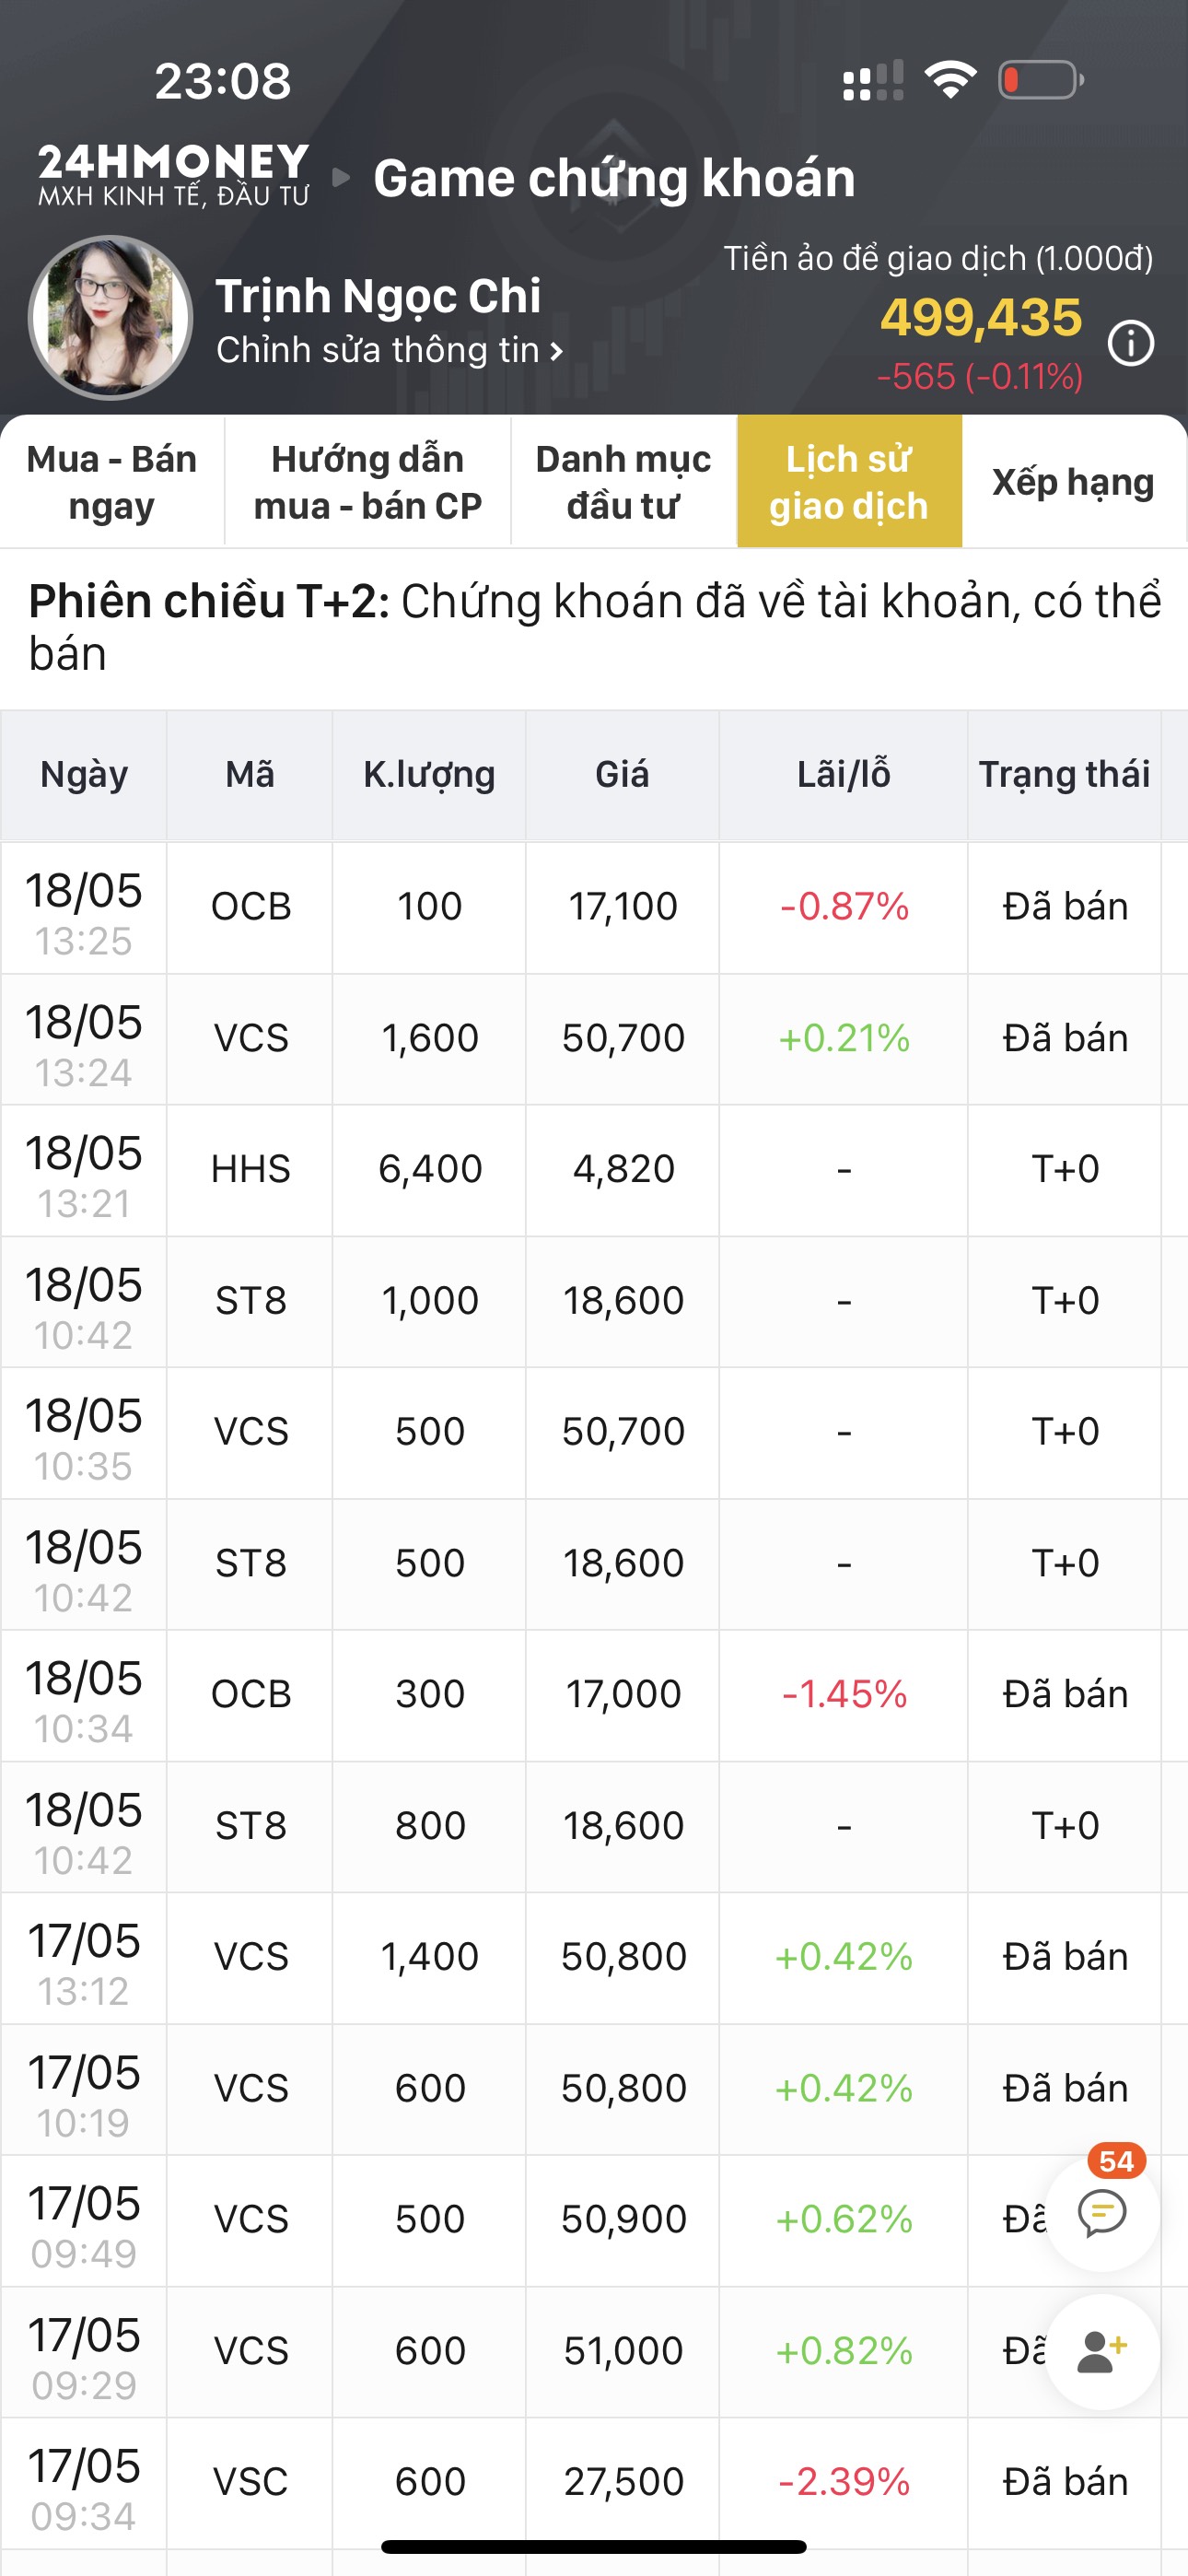 23:08
24HMONEY
MXH KINH TẾ, ĐẦU TƯ
Game chứng khoán
Trịnh Ngọc Chi
Chỉnh sửa thông tin
Tiền ảo để giao dịch (1.000đ)
499,435
-565 (-0.11%)
Mua - Bán
ngay
Hướng dẫn
mua - bán CP
Danh mục
đầu tư
Lịch sử
giao dịch
Xếp hạng
Phiên chiều T+2: Chứng khoán đã về tài khoản, có thể
bán
Ngày Mã K.lượng Giá Lãi/lỗ Trạng thái
18/05 13:25 OCB 100 17,100 -0.87% Đã bán
18/05 13:24 VCS 1,600 50,700 +0.21% Đã bán
18/05 13:21 HHS 6,400 4,820 - T+0
18/05 10:42 ST8 1,000 18,600 - T+0
18/05 10:35 VCS 500 50,700 - T+0
18/05 10:42 ST8 500 18,600 - T+0
18/05 10:34 OCB 300 17,000 -1.45% Đã bán
18/05 10:42 ST8 800 18,600 - T+0
17/05 13:12 VCS 1,400 50,800 +0.42% Đã bán
17/05 10:19 VCS 600 50,800 +0.42% Đã bán
54
17/05 09:49 VCS 500 50,900 +0.62% Đã
17/05 09:29 VCS 600 51,000 +0.82% Đã
17/05 09:34 VSC 600 27,500 -2.39% Đã bán